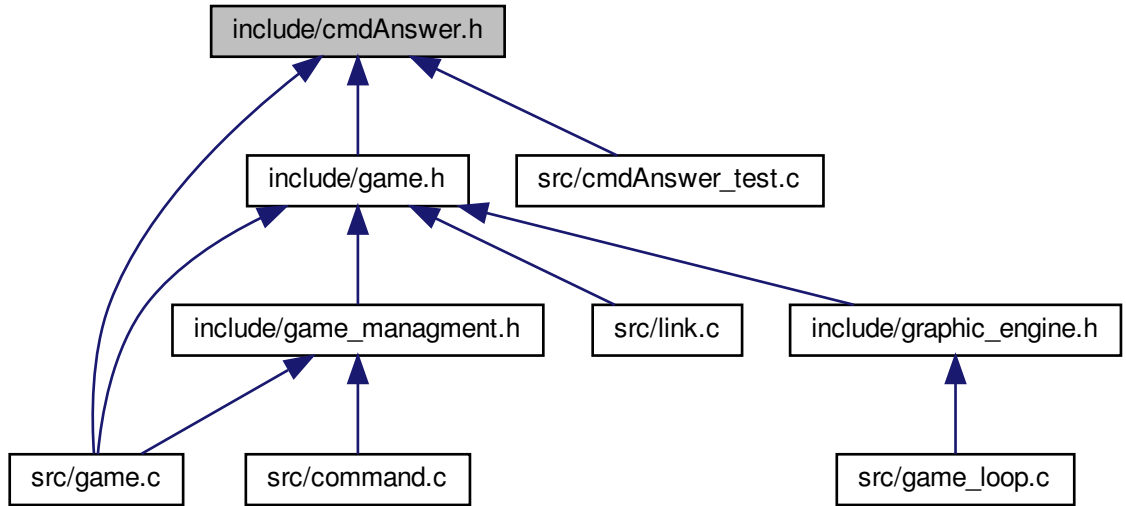 include/cmdAnswer.h
include/game.h
src/cmdAnswer_test.c
include/game_managment.h
src/link.c
include/graphic_engine.h
src/game.c
src/command.c
src/game_loop.c